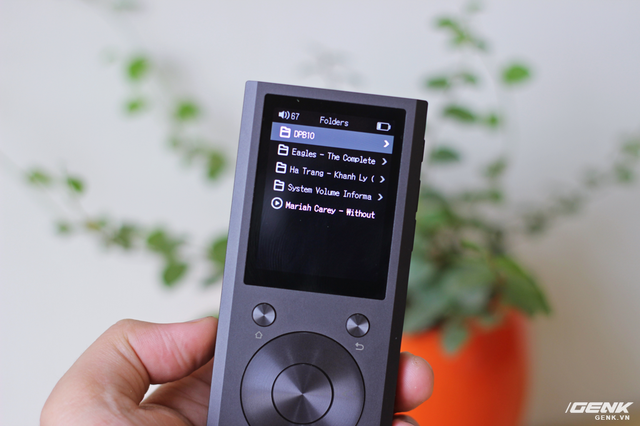 67
Folders
DPB10
Eagles - The Complete
Ha Trang - Khanh Ly (
System Volume Informa
Mariah Carey - Without
/GENK
GENK.VN